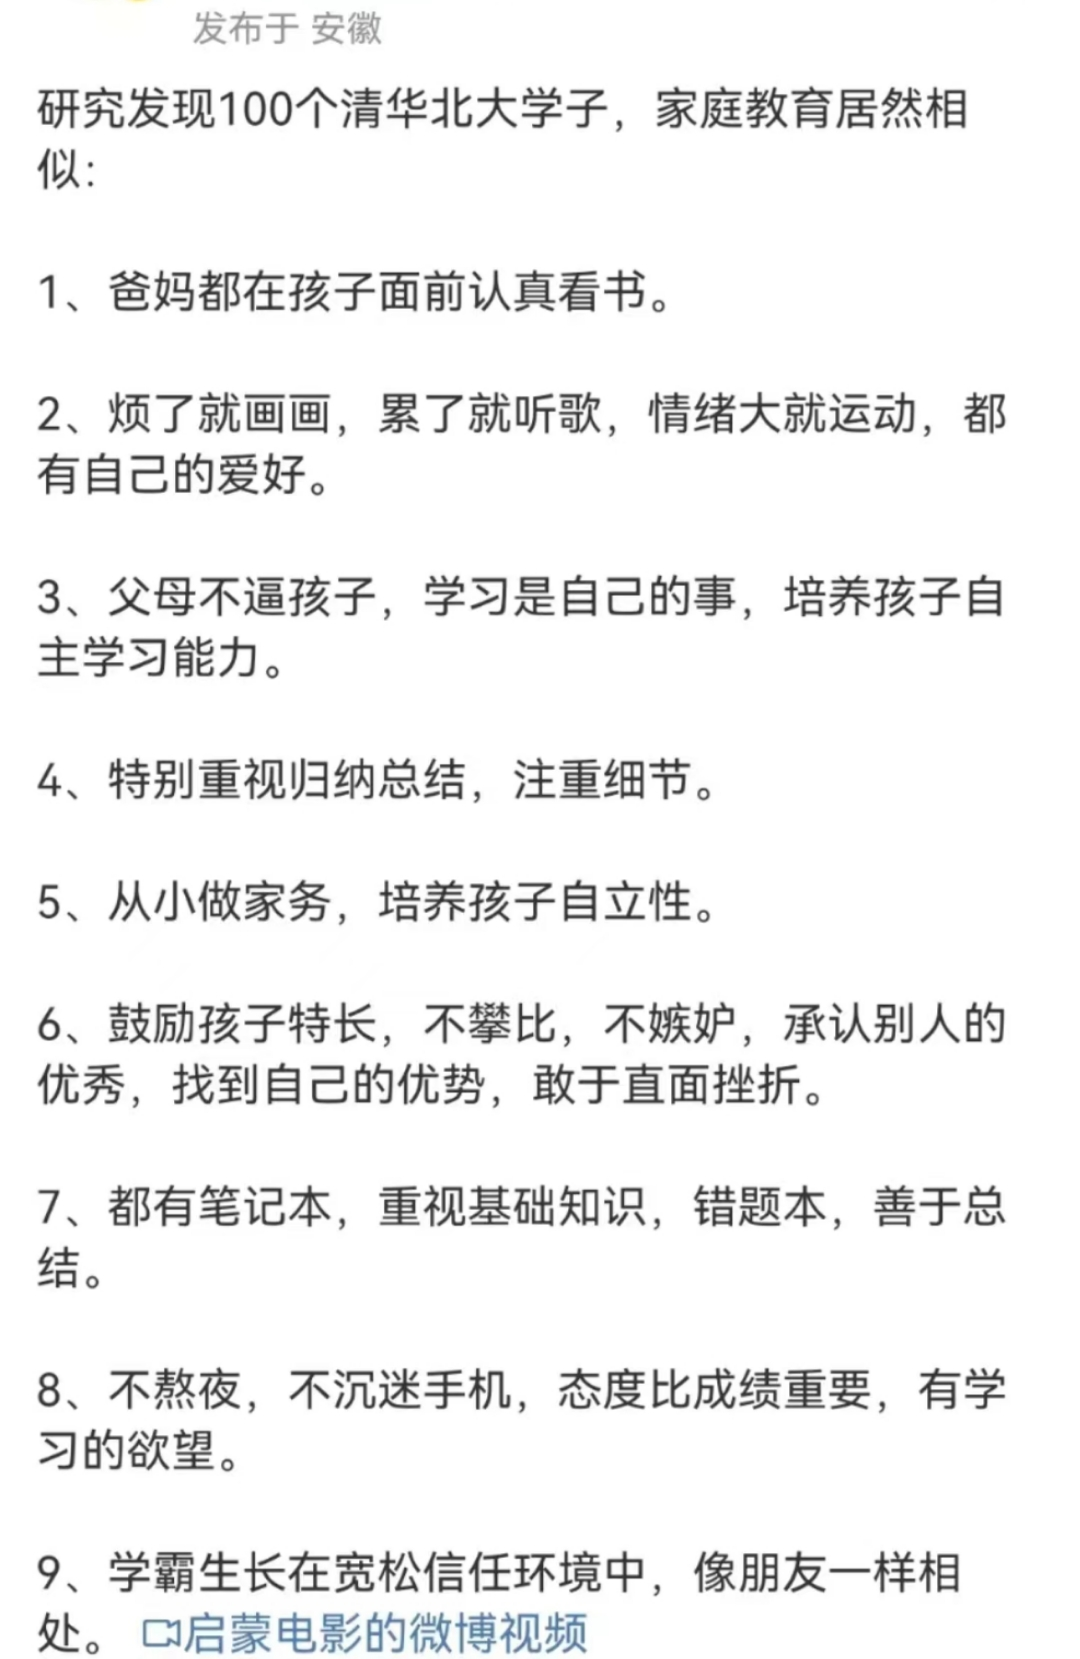 发布于 安徽
研究发现100个清华北大学子，家庭教育居然相
似：
1、爸妈都在孩子面前认真看书。
2、烦了就画画，累了就听歌，情绪大就运动，都
有自己的爱好。
3、父母不逼孩子，学习是自己的事，培养孩子自
主学习能力。
4、特别重视归纳总结，注重细节。
5、从小做家务，培养孩子自立性。
6、鼓励孩子特长，不攀比，不嫉妒，承认别人的
优秀，找到自己的优势，敢于直面挫折。
7、都有笔记本，重视基础知识，错题本，善于总
结。
8、不熬夜，不沉迷手机，态度比成绩重要，有学
习的欲望。
9、学霸生长在宽松信任环境中，像朋友一样相
处。 启蒙电影的微博视频